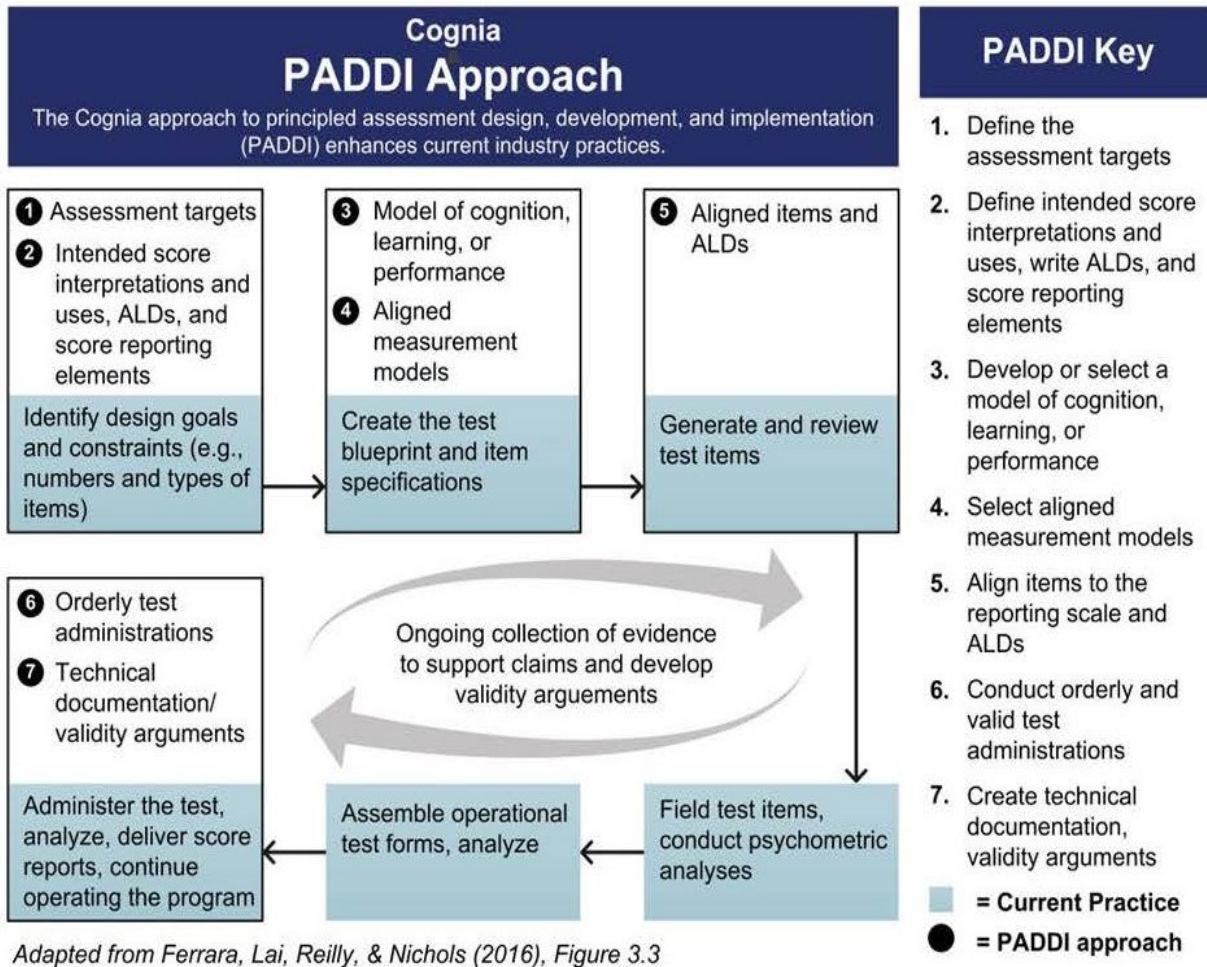 Cognia
PADDI Approach
The Cognia approach to principled assessment design, development, and implementation
(PADDI) enhances current industry practices.
1 Assessment targets
2 Intended score
interpretations and
uses, ALDs, and
score reporting
elements
Identify design goals
and constraints (e.g.,
numbers and types of
items)
3 Model of cognition,
learning, or
performance
4 Aligned
measurement
models
Create the test
blueprint and item
specifications
5 Aligned items and
ALDs
Generate and review
test items
Ongoing collection of evidence
to support claims and develop
validity arguements
6 Orderly test
administrations
7 Technical
documentation/
validity arguments
Administer the test,
analyze, deliver score
reports, continue
operating the program
Assemble operational
test forms, analyze
Field test items,
conduct psychometric
analyses
Adapted from Ferrara, Lai, Reilly, & Nichols (2016), Figure 3.3
PADDI Key
1. Define the
assessment targets
2. Define intended score
interpretations and
uses, write ALDs, and
score reporting
elements
3. Develop or select a
model of cognition,
learning, or
performance
4. Select aligned
measurement models
5. Align items to the
reporting scale and
ALDs
6. Conduct orderly and
valid test
administrations
7. Create technical
documentation,
validity arguments
= Current Practice
= PADDI approach